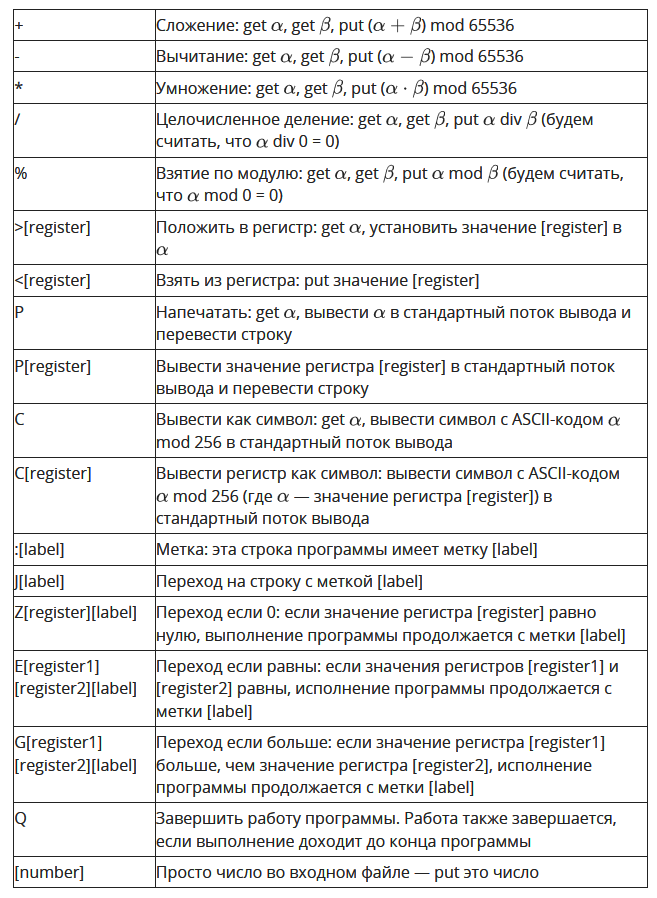 + Сложение: get α, get β, put (α + β) mod 65536
- Вычитание: get α, get β, put (α − β) mod 65536
* Умножение: get α, get β, put (α · β) mod 65536
/ Целочисленное деление: get α, get β, put α div β (будем
считать, что α div 0 = 0)
% Взятие по модулю: get α, get β, put α mod β (будем считать,
что α mod 0 = 0)
>[register] Положить в регистр: get α, установить значение [register] в
α
<[register] Взять из регистра: put значение [register]
P Напечатать: get α, вывести α в стандартный поток вывода и
перевести строку
P[register] Вывести значение регистра [register] в стандартный поток
вывода и перевести строку
C Вывести как символ: get α, вывести символ с ASCII-кодом α
mod 256 в стандартный поток вывода
C[register] Вывести регистр как символ: вывести символ с ASCII-кодом
α mod 256 (где α — значение регистра [register]) в
стандартный поток вывода
:[label] Метка: эта строка программы имеет метку [label]
J[label] Переход на строку с меткой [label]
Z[register][label] Переход если 0: если значение регистра [register] равно
нулю, выполнение программы продолжается с метки [label]
E[register1] Переход если равны: если значения регистров [register1] и
[register2][label] [register2] равны, исполнение программы продолжается с
метки [label]
G[register1] Переход если больше: если значение регистра [register1]
[register2][label] больше, чем значение регистра [register2], исполнение
программы продолжается с метки [label]
Q Завершить работу программы. Работа также завершается,
если выполнение доходит до конца программы
[number] Просто число во входном файле — put это число